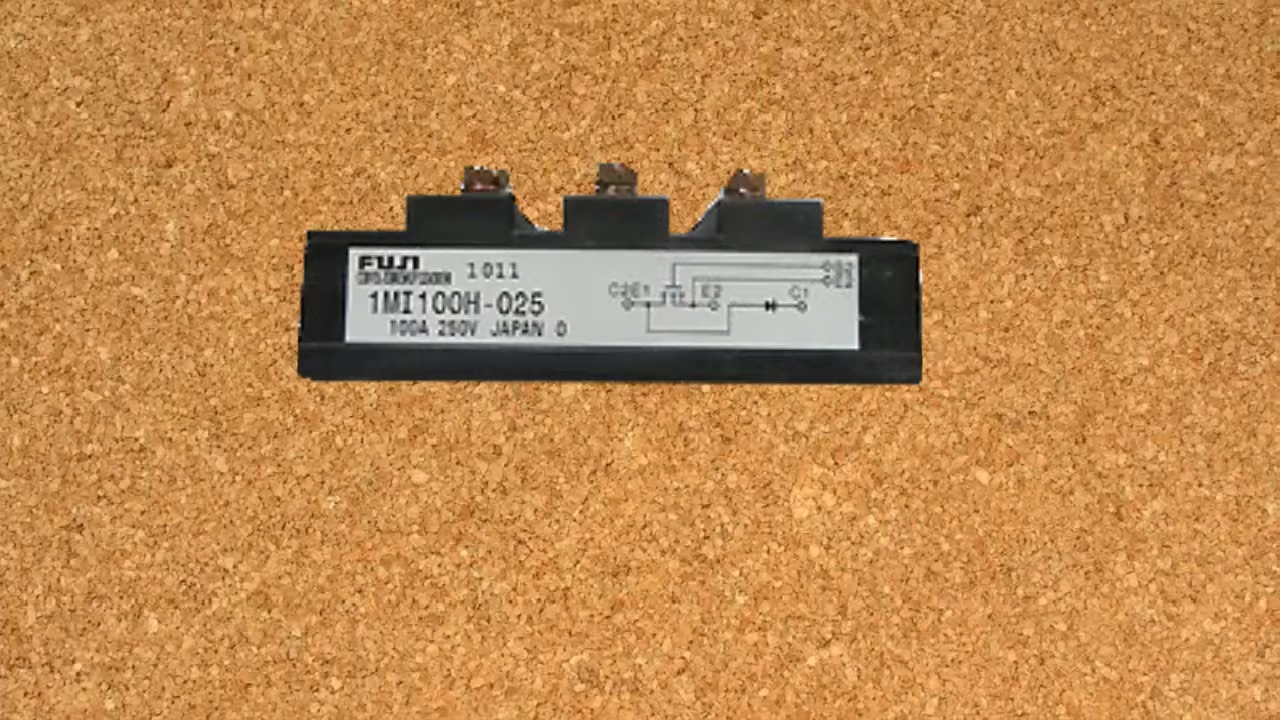 FUJI
1011
1MI100H-025
100A 250V JAPAN O
C2E1
E2
C1